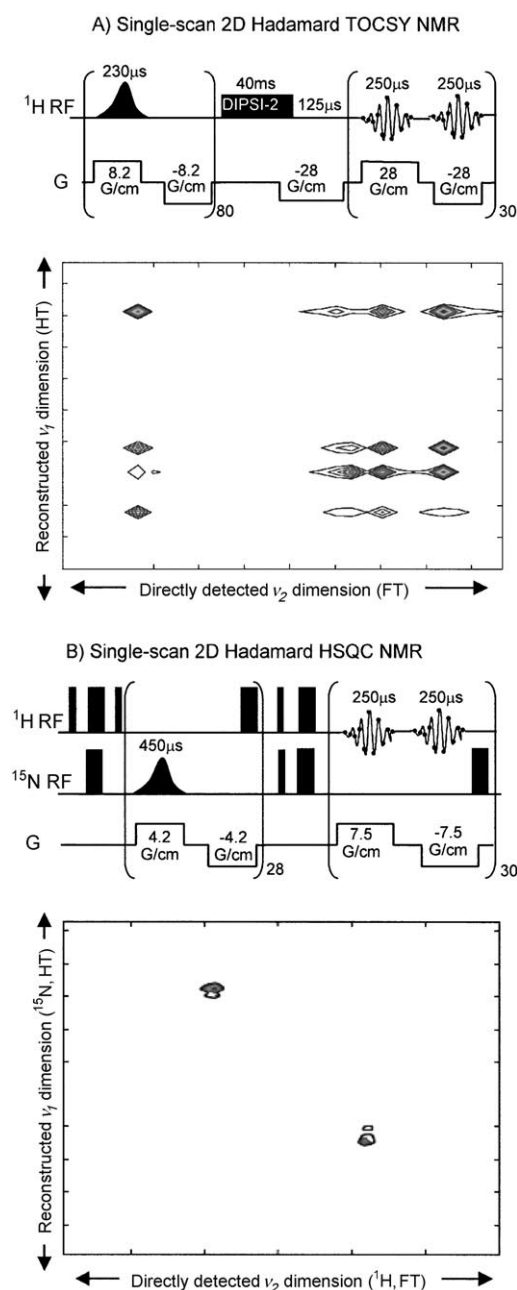 A) Single-scan 2D Hadamard TOCSY NMR
230μs
40ms
250μs
250μs
¹H RF
DIPSI-2
125μs
G
8.2
G/cm
-8.2
G/cm
-28
G/cm
28
G/cm
-28
G/cm
80
30
Reconstructed ν₁ dimension (HT)
Directly detected ν₂ dimension (FT)
B) Single-scan 2D Hadamard HSQC NMR
250μs
250μs
¹H RF
450μs
¹⁵N RF
G
4.2
G/cm
-4.2
G/cm
7.5
G/cm
-7.5
G/cm
28
30
Reconstructed ν₁ dimension (¹⁵N, HT)
Directly detected ν₂ dimension (¹H, FT)